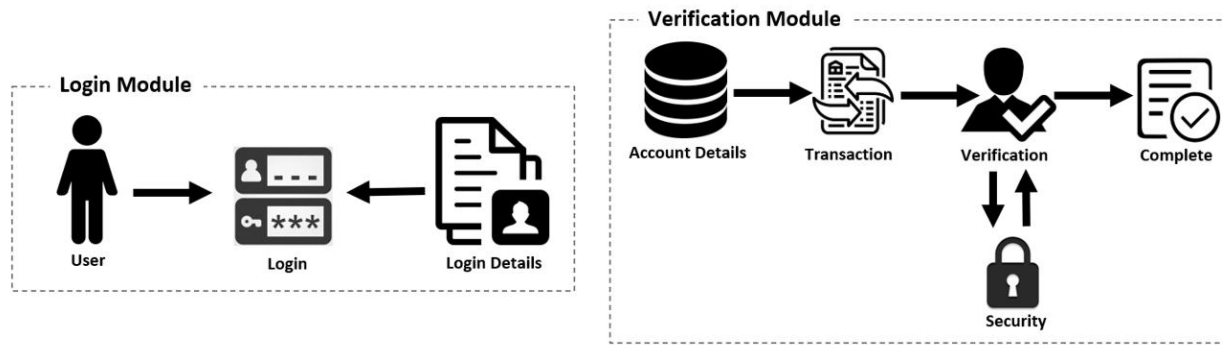 Login Module
User
Login
Login Details
***
Verification Module
Account Details
Transaction
Verification
Complete
Security